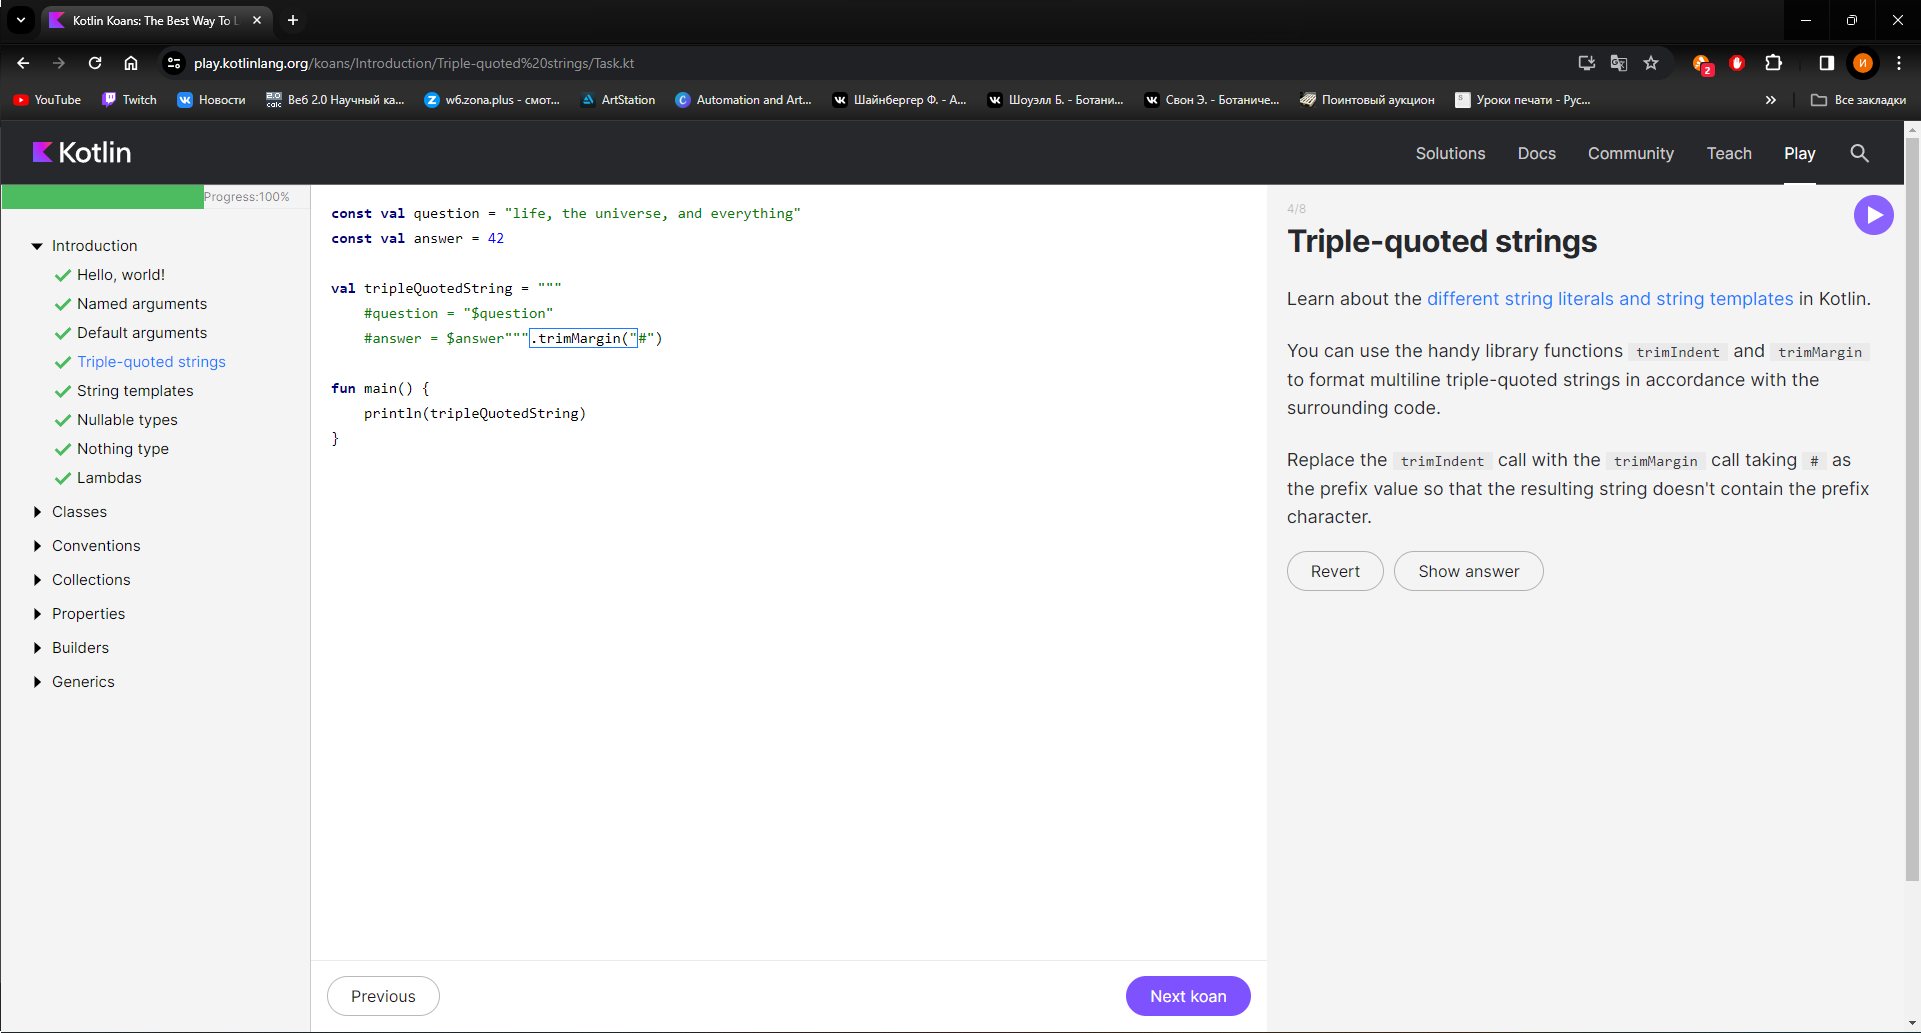 Kotlin Koans: The Best Way To L
play.kotlinlang.org/koans/Introduction/Triple-quoted%20strings/Task.kt
2
И
YouTube
Twitch
Новости
Веб 2.0 Научный ка...
w6.zona.plus - смот...
ArtStation
Automation and Art...
Шайнбергер Ф. - А...
Шоуэлл Б. - Ботани...
Свон Э. - Ботаниче...
Поинтовый аукцион
Уроки печати - Рус...
Все закладки
Kotlin
Solutions
Docs
Community
Teach
Play
Progress:100%
Introduction
Hello, world!
Named arguments
Default arguments
Triple-quoted strings
String templates
Nullable types
Nothing type
Lambdas
Classes
Conventions
Collections
Properties
Builders
Generics
const val question = "life, the universe, and everything"
const val answer = 42
val tripleQuotedString = """
#question = "$question"
#answer = $answer""".trimMargin("#")
fun main() {
println(tripleQuotedString)
}
Previous
Next koan
4/8
Triple-quoted strings
Learn about the different string literals and string templates in Kotlin.
You can use the handy library functions trimIndent and trimMargin
to format multiline triple-quoted strings in accordance with the
surrounding code.
Replace the trimIndent call with the trimMargin call taking # as
the prefix value so that the resulting string doesn't contain the prefix
character.
Revert
Show answer